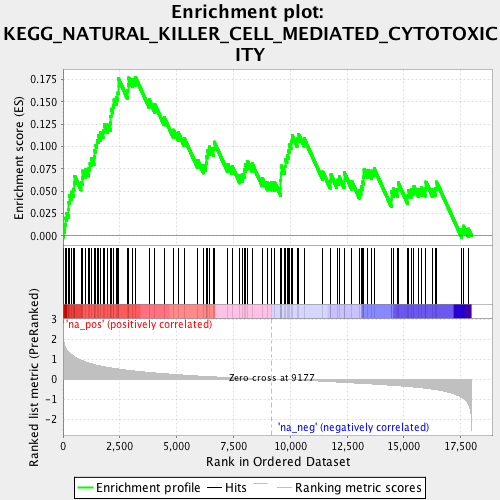 Enrichment plot:
KEGG_NATURAL_KILLER_CELL_MEDIATED_CYTOTOXIC
ITY
Enrichment score (ES)
0.175
0.150
0.125
0.100
0.075
0.050
0.025
0.000
Ranked list metric (PreRanked)
3
2
1
0
-1
-2
'na_pos' (positively correlated)
Zero cross at 9177
'na_neg' (negatively correlated)
0
2,500
5,000
7,500
10,000
12,500
15,000
17,500
Rank in Ordered Dataset
Enrichment profile
Hits
Ranking metric scores